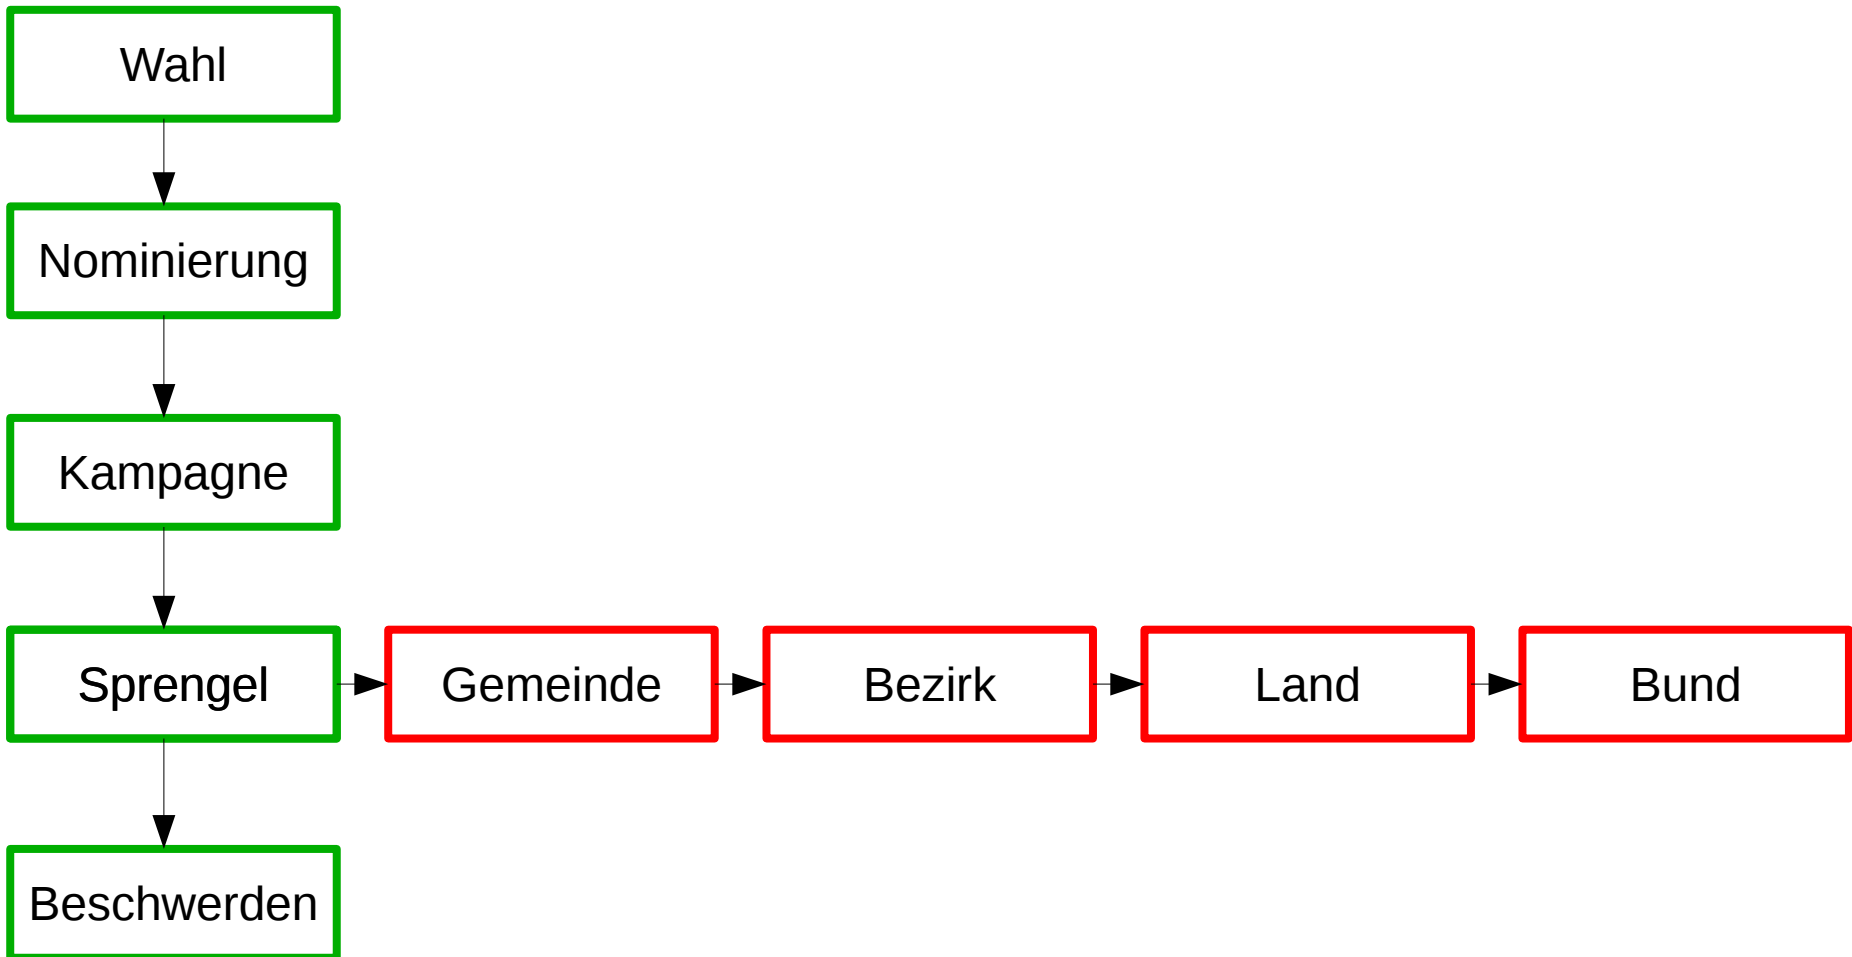 Wahl
Nominierung
Kampagne
Sprengel
Gemeinde
Bezirk
Land
Bund
Beschwerden